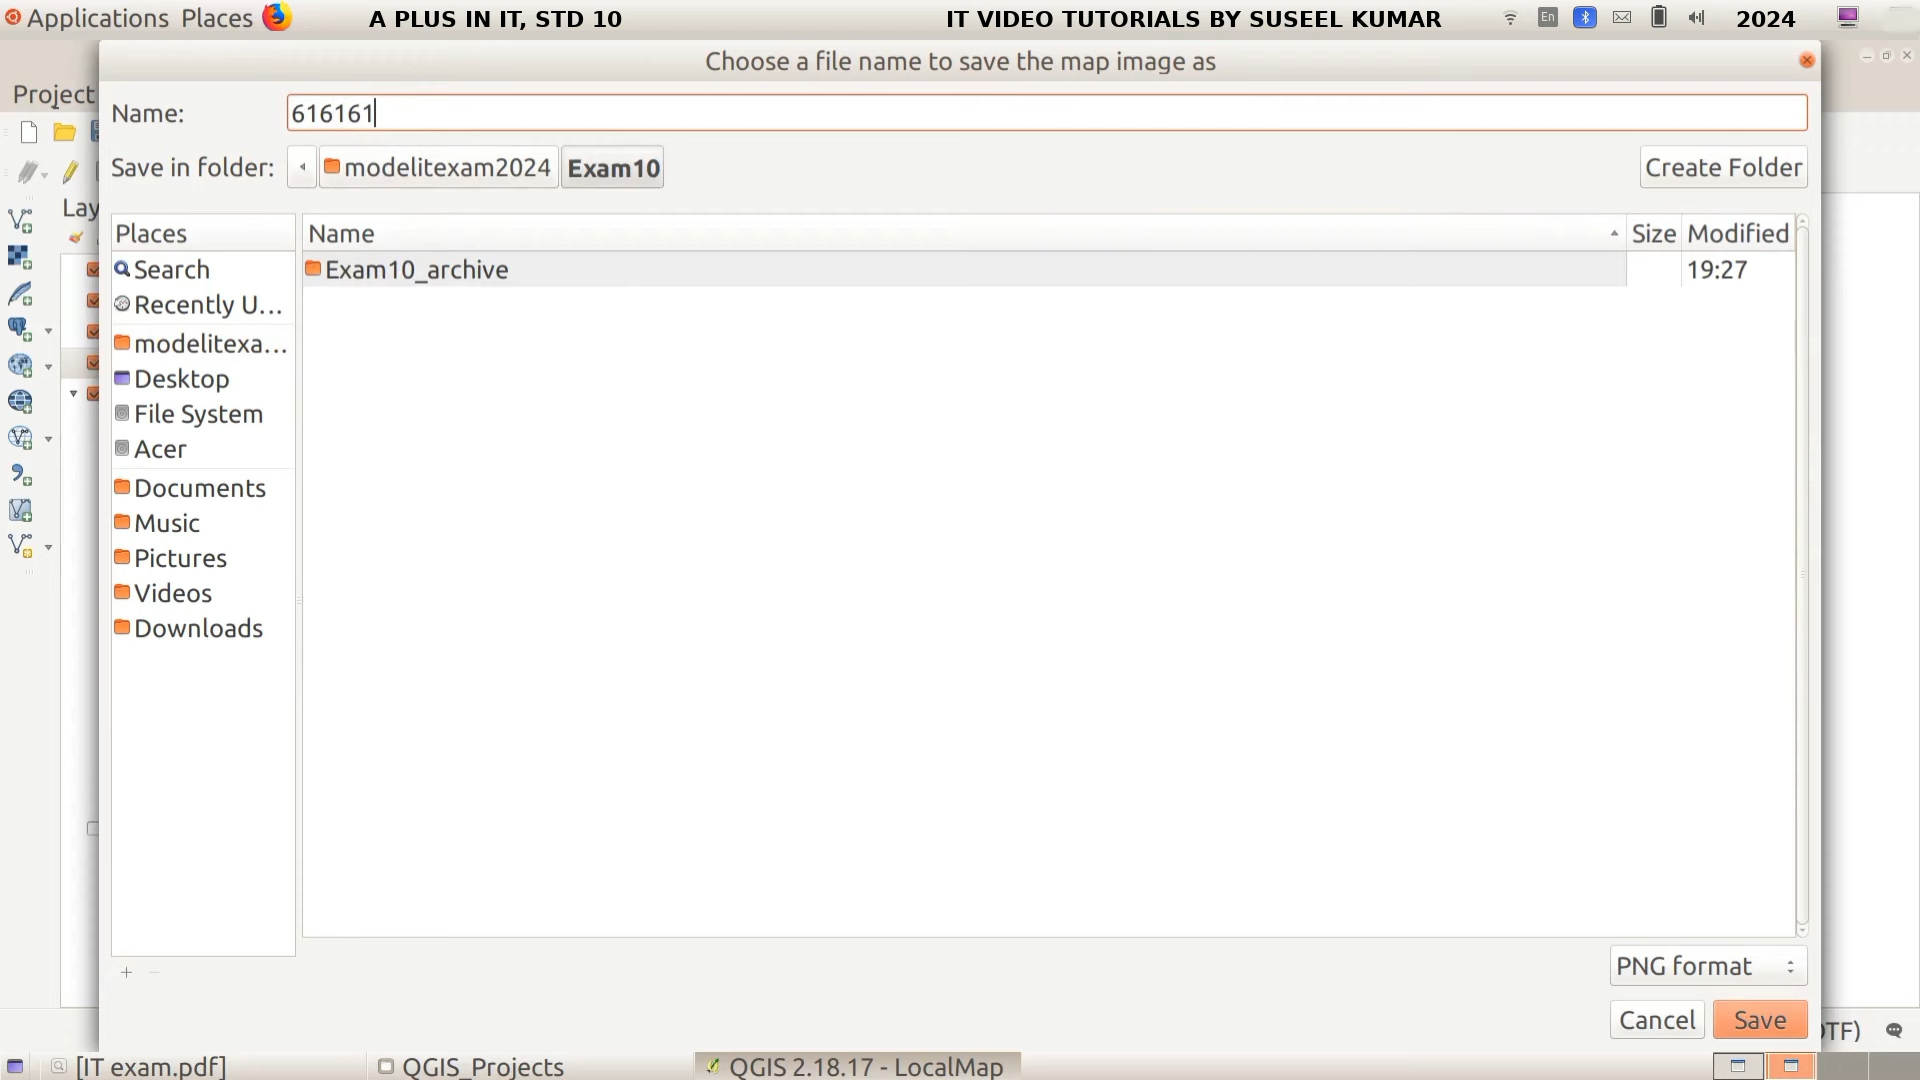 Applications Places A PLUS IN IT, STD 10 IT VIDEO TUTORIALS BY SUSEEL KUMAR En 2024
Choose a file name to save the map image as
Project
Name: 616161
Save in folder: modelitexam2024 Exam10 Create Folder
Lay
Places Name Size Modified
Search Exam10_archive 19:27
Recently U...
modelitexa...
Desktop
File System
Acer
Documents
Music
Pictures
Videos
Downloads
PNG format
Cancel Save
OTF)
[IT exam.pdf] QGIS_Projects QGIS 2.18.17 - LocalMap